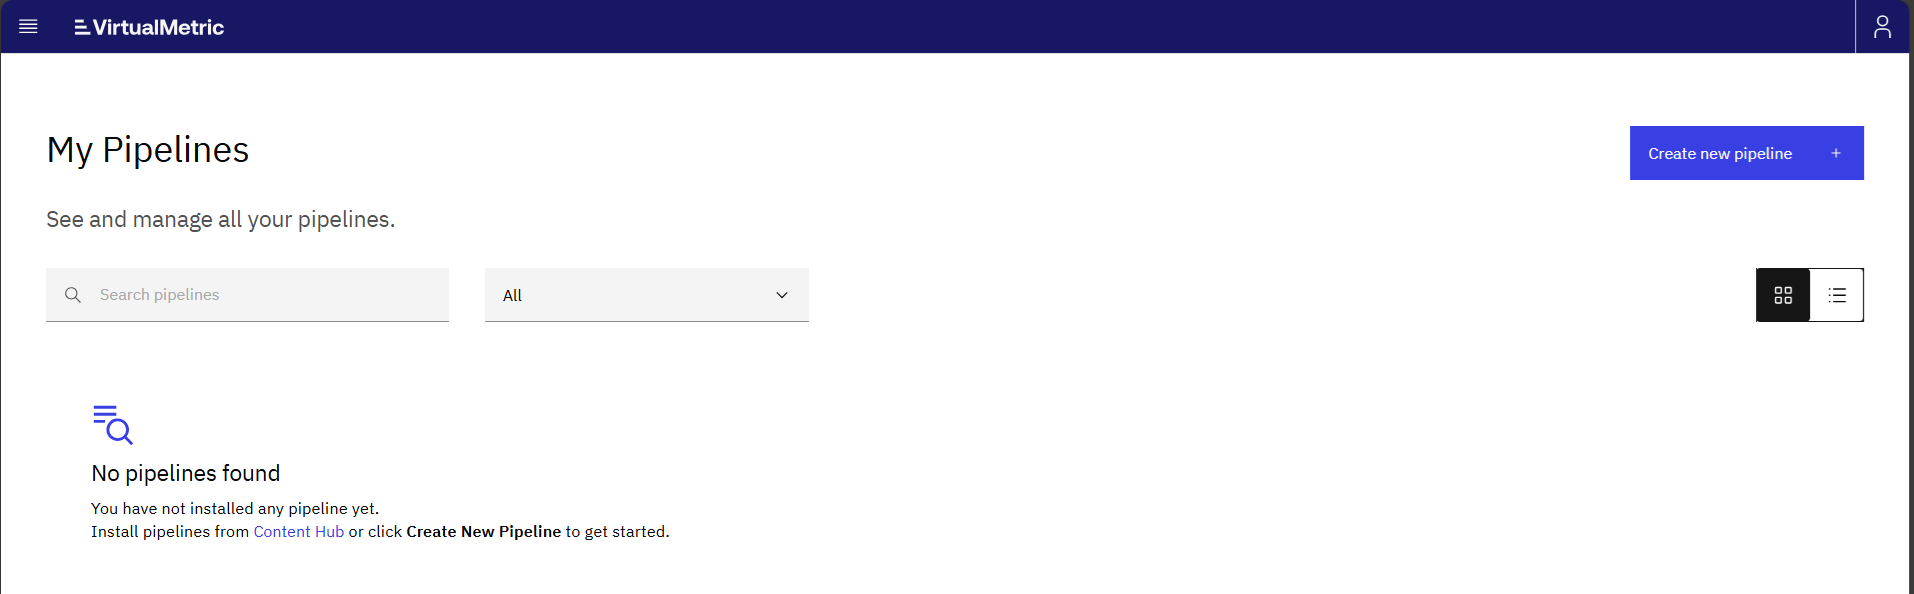 VirtualMetric
My Pipelines
Create new pipeline +
See and manage all your pipelines.
Search pipelines
All
No pipelines found
You have not installed any pipeline yet.
Install pipelines from Content Hub or click Create New Pipeline to get started.